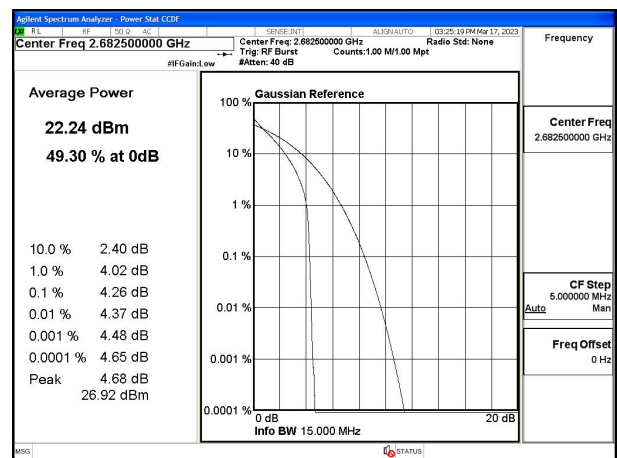 Agilent Spectrum Analyzer - Power Stat CCDF
LXI RL RF 50 Ω AC SENSE:INT ALIGN AUTO 03:25:19 PM Mar 17, 2023
Center Freq 2.682500000 GHz
Center Freq: 2.682500000 GHz Radio Std: None
Trig: RF Burst Counts:1.00 M/1.00 Mpt
#IFGain:Low #Atten: 40 dB
Frequency
Average Power
22.24 dBm
49.30 % at 0dB
10.0 % 2.40 dB
1.0 % 4.02 dB
0.1 % 4.26 dB
0.01 % 4.37 dB
0.001 % 4.48 dB
0.0001 % 4.65 dB
Peak 4.68 dB
26.92 dBm
Gaussian Reference
100 %
10 %
1 %
0.1 %
0.01 %
0.001 %
0.0001 %
0 dB 20 dB
Info BW 15.000 MHz
Center Freq
2.682500000 GHz
CF Step
5.000000 MHz
Auto Man
Freq Offset
0 Hz
MSG STATUS